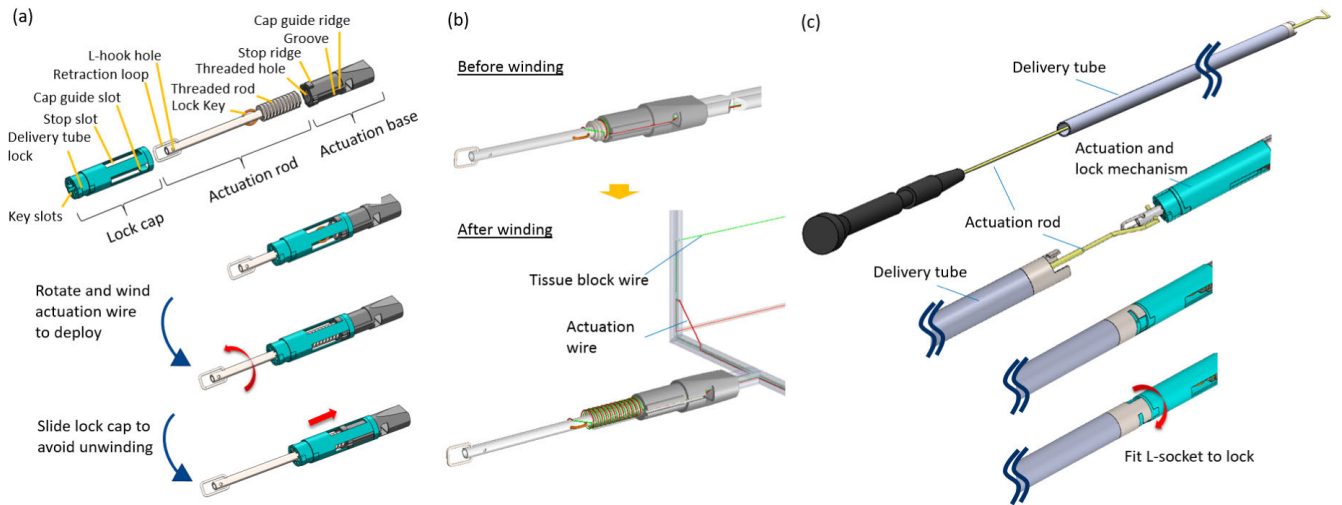 (a)
Cap guide ridge
Groove
Stop ridge
Threaded hole
Threaded rod
Lock Key
L-hook hole
Retraction loop
Cap guide slot
Stop slot
Delivery tube
lock
Key slots
Lock cap
Actuation rod
Actuation base
Rotate and wind
actuation wire
to deploy
Slide lock cap to
avoid unwinding
(b)
Before winding
After winding
Tissue block wire
Actuation
wire
(c)
Delivery tube
Actuation and
lock mechanism
Actuation rod
Delivery tube
Fit L-socket to lock